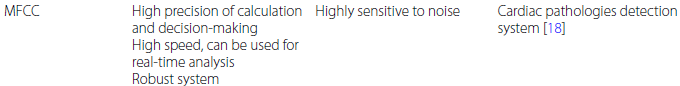 MFCC High precision of calculation Highly sensitive to noise Cardiac pathologies detection
and decision-making system [18]
High speed, can be used for
real-time analysis
Robust system